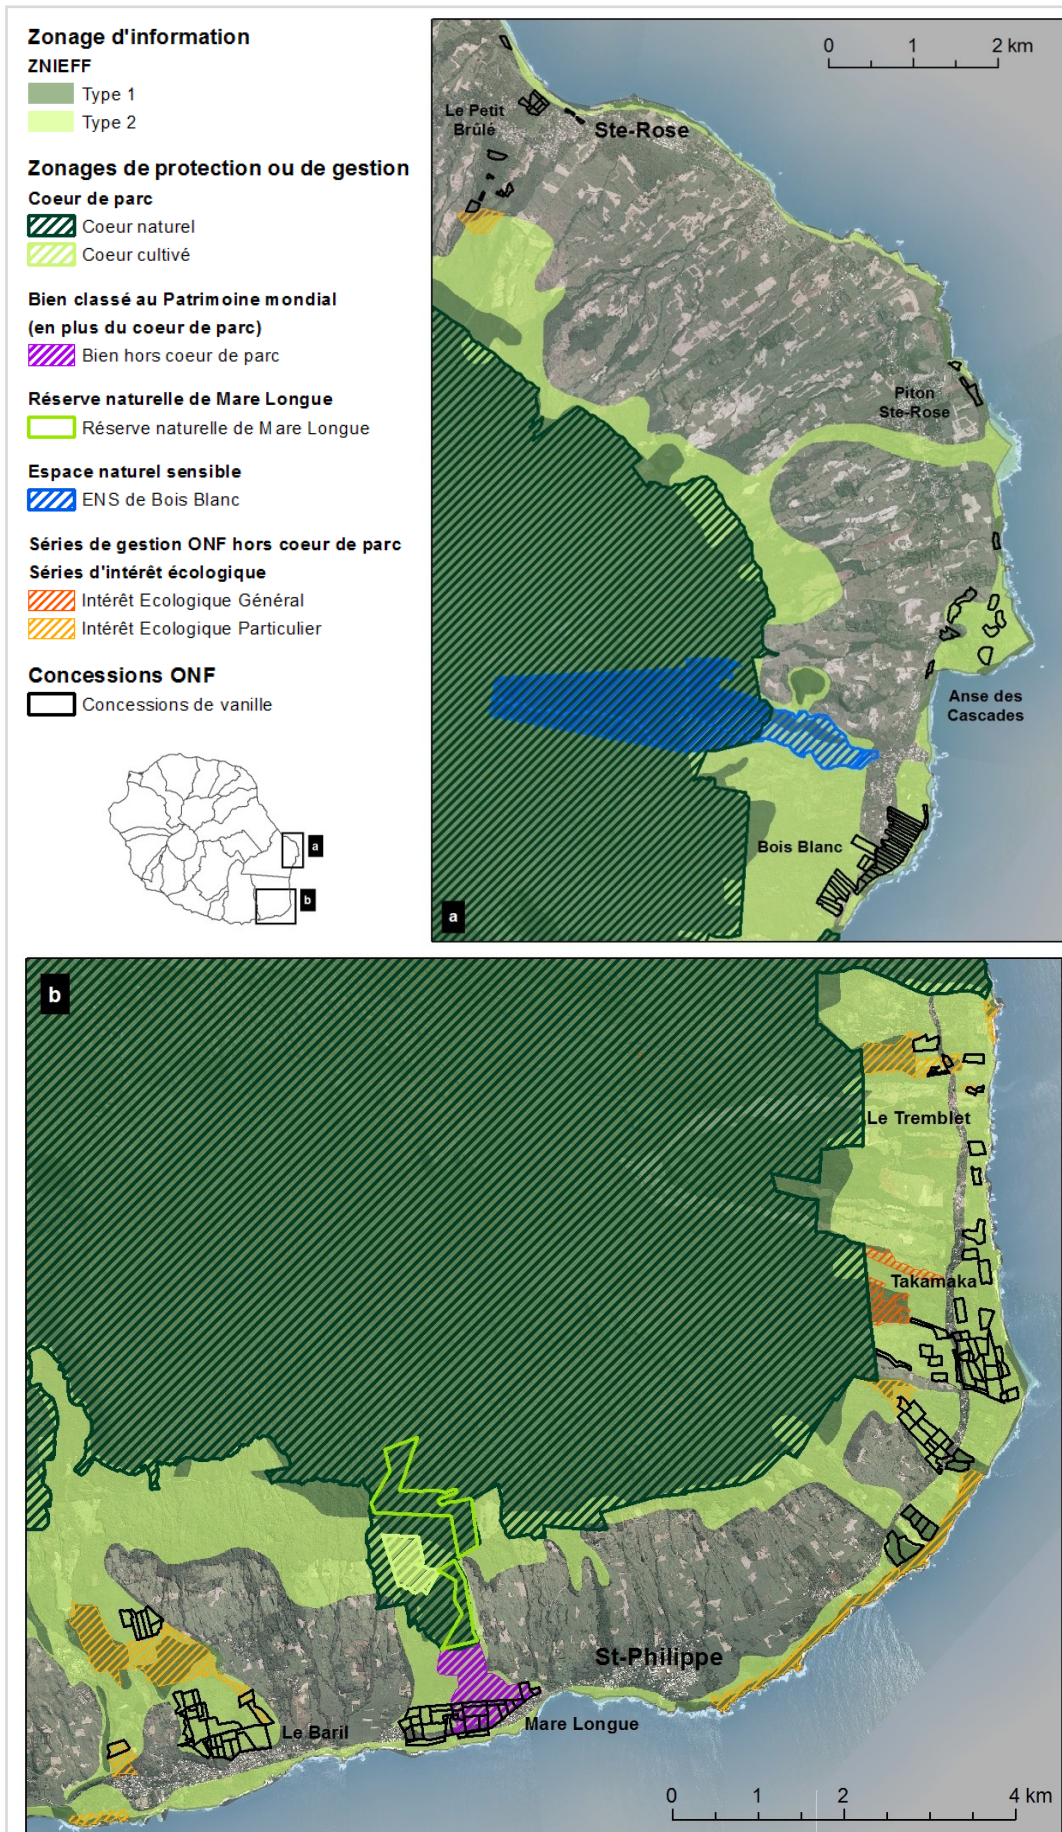 Zonage d'information
ZNIEFF
Type 1
Type 2
Zonages de protection ou de gestion
Coeur de parc
Coeur naturel
Coeur cultivé
Bien classé au Patrimoine mondial
(en plus du coeur de parc)
Bien hors coeur de parc
Réserve naturelle de Mare Longue
Réserve naturelle de Mare Longue
Espace naturel sensible
ENS de Bois Blanc
Séries de gestion ONF hors coeur de parc
Séries d'intérêt écologique
Intérêt Ecologique Général
Intérêt Ecologique Particulier
Concessions ONF
Concessions de vanille
a
b
0 1 2 km
Le Petit
Brûlé
Ste-Rose
Piton
Ste-Rose
Anse des
Cascades
Bois Blanc
a
b
Le Tremblet
Takamaka
St-Philippe
Le Baril
Mare Longue
0 1 2 4 km